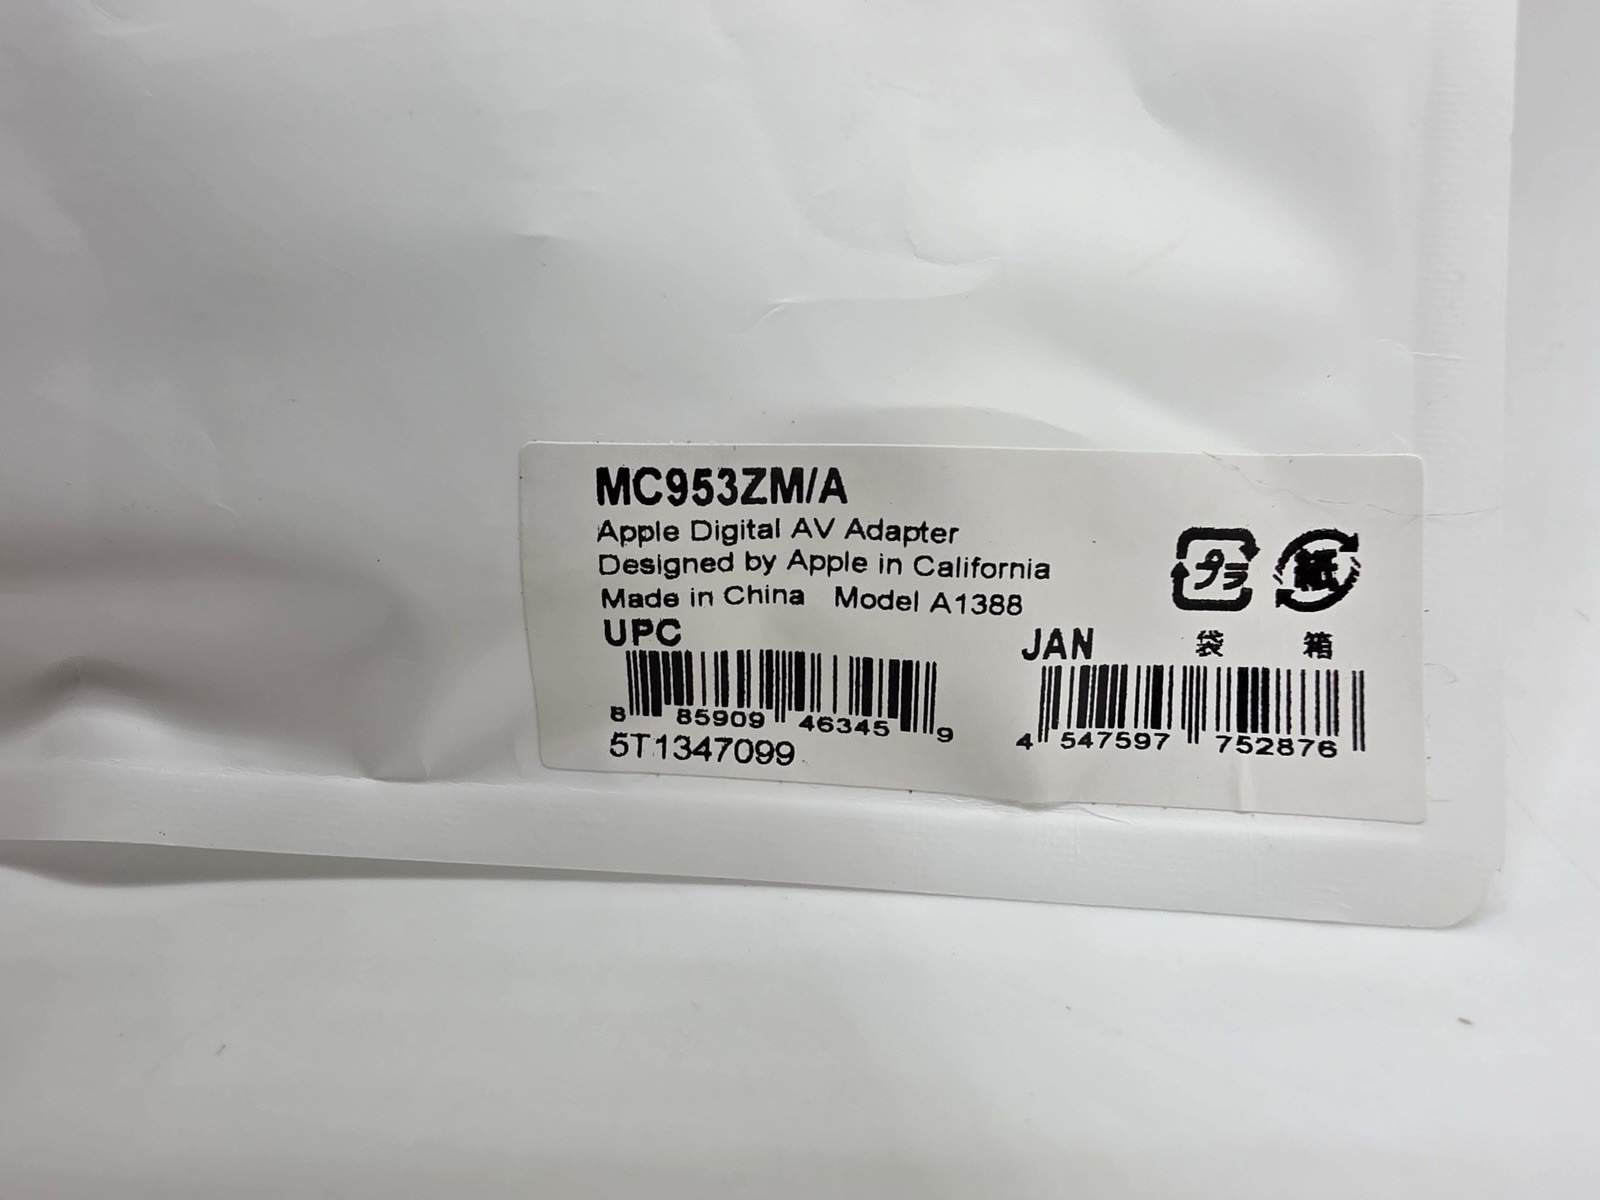 MC953ZM/A
Apple Digital AV Adapter
Designed by Apple in California
Made in China Model A1388
プラ 紙
UPC
JAN 袋 箱
8 85909 46345 9
4 547597 752876
5T1347099